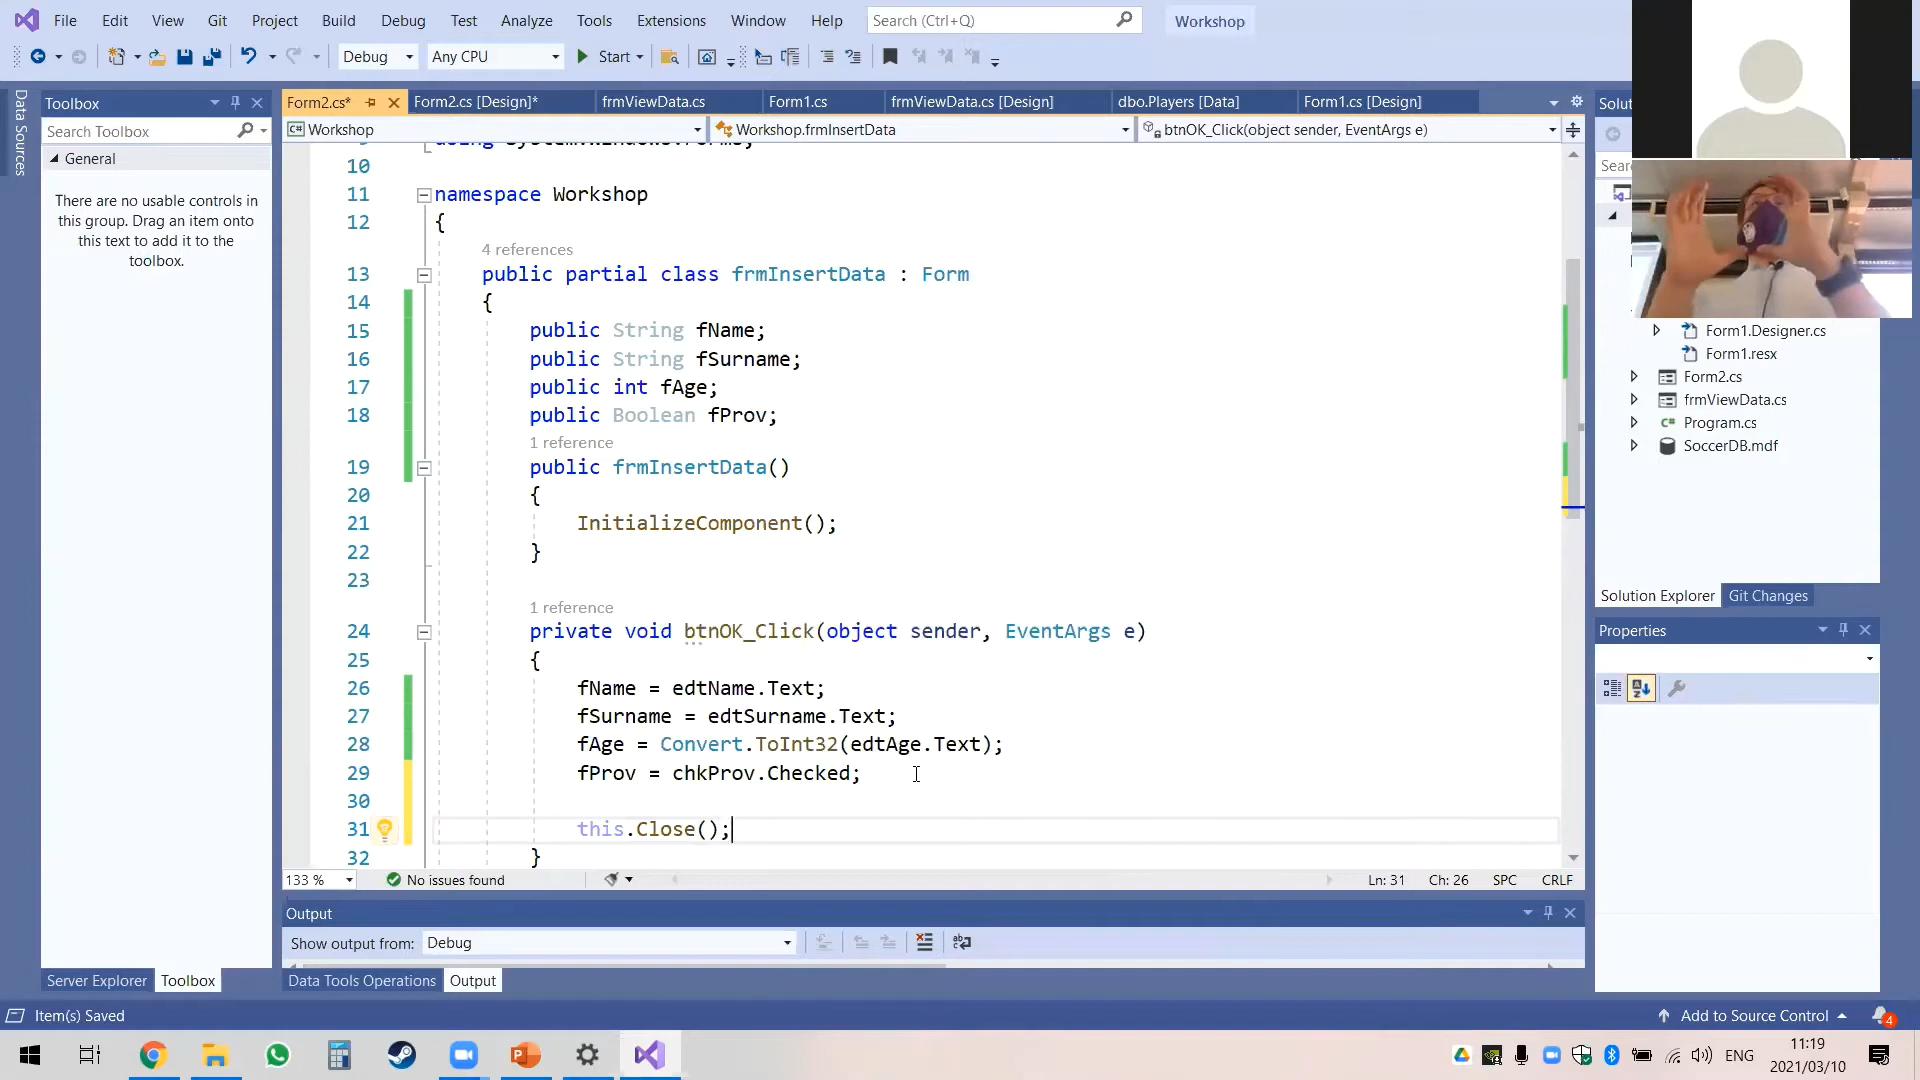 File Edit View Git Project Build Debug Test Analyze Tools Extensions Window Help Search (Ctrl+Q) Workshop
Debug Any CPU Start
Data Sources
Toolbox
Search Toolbox
General
There are no usable controls in
this group. Drag an item onto
this text to add it to the
toolbox.
Server Explorer Toolbox
Form2.cs* Form2.cs [Design]* frmViewData.cs Form1.cs frmViewData.cs [Design] dbo.Players [Data] Form1.cs [Design]
Workshop Workshop.frmInsertData btnOK_Click(object sender, EventArgs e)
10
11 namespace Workshop
12 {
4 references
13 public partial class frmInsertData : Form
14 {
15 public String fName;
16 public String fSurname;
17 public int fAge;
18 public Boolean fProv;
1 reference
19 public frmInsertData()
20 {
21 InitializeComponent();
22 }
23
1 reference
24 private void btnOK_Click(object sender, EventArgs e)
25 {
26 fName = edtName.Text;
27 fSurname = edtSurname.Text;
28 fAge = Convert.ToInt32(edtAge.Text);
29 fProv = chkProv.Checked;
30
31 this.Close();
32 }
133 % No issues found Ln: 31 Ch: 26 SPC CRLF
Output
Show output from: Debug
Data Tools Operations Output
Form1.Designer.cs
Form1.resx
Form2.cs
frmViewData.cs
Program.cs
SoccerDB.mdf
Solution Explorer Git Changes
Properties
Item(s) Saved Add to Source Control 4
ENG 11:19
2021/03/10